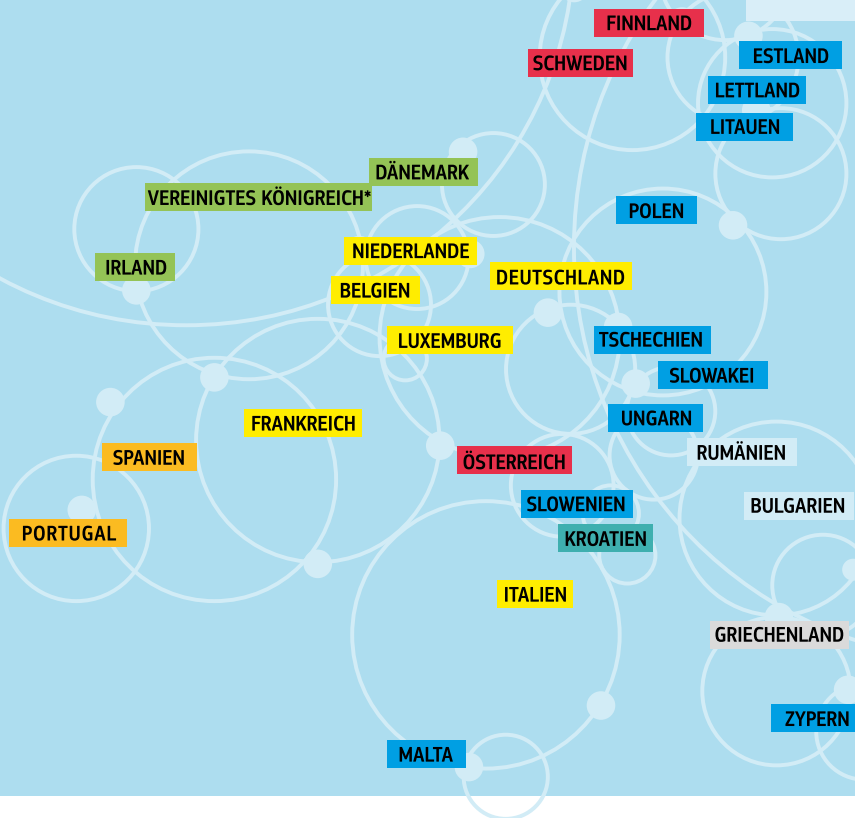 FINNLAND
SCHWEDEN
ESTLAND
LETTLAND
LITAUEN
DÄNEMARK
VEREINIGTES KÖNIGREICH*
POLEN
NIEDERLANDE
IRLAND
DEUTSCHLAND
BELGIEN
LUXEMBURG
TSCHECHIEN
SLOWAKEI
UNGARN
FRANKREICH
RUMÄNIEN
SPANIEN
ÖSTERREICH
SLOWENIEN
BULGARIEN
PORTUGAL
KROATIEN
ITALIEN
GRIECHENLAND
ZYPERN
MALTA